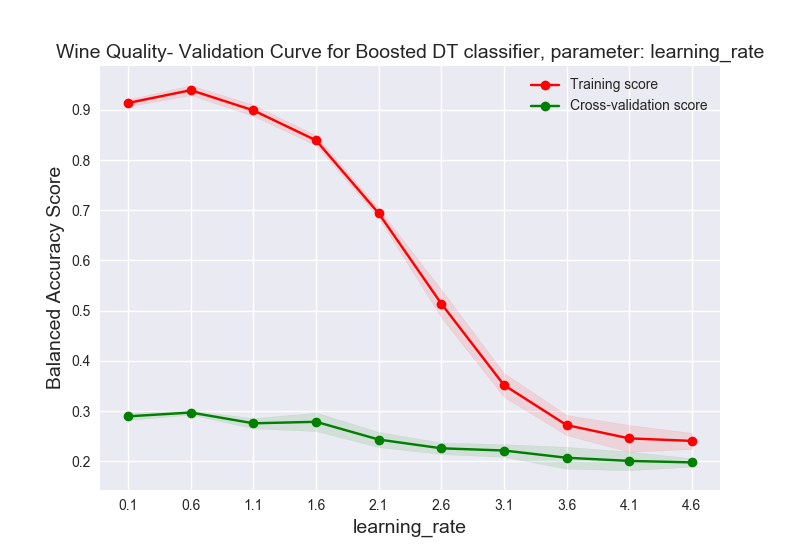 Wine Quality- Validation Curve for Boosted DT classifier, parameter: learning_rate
Training score
Cross-validation score
Balanced Accuracy Score
0.9
0.8
0.7
0.6
0.5
0.4
0.3
0.2
0.1 0.6 1.1 1.6 2.1 2.6 3.1 3.6 4.1 4.6
learning_rate